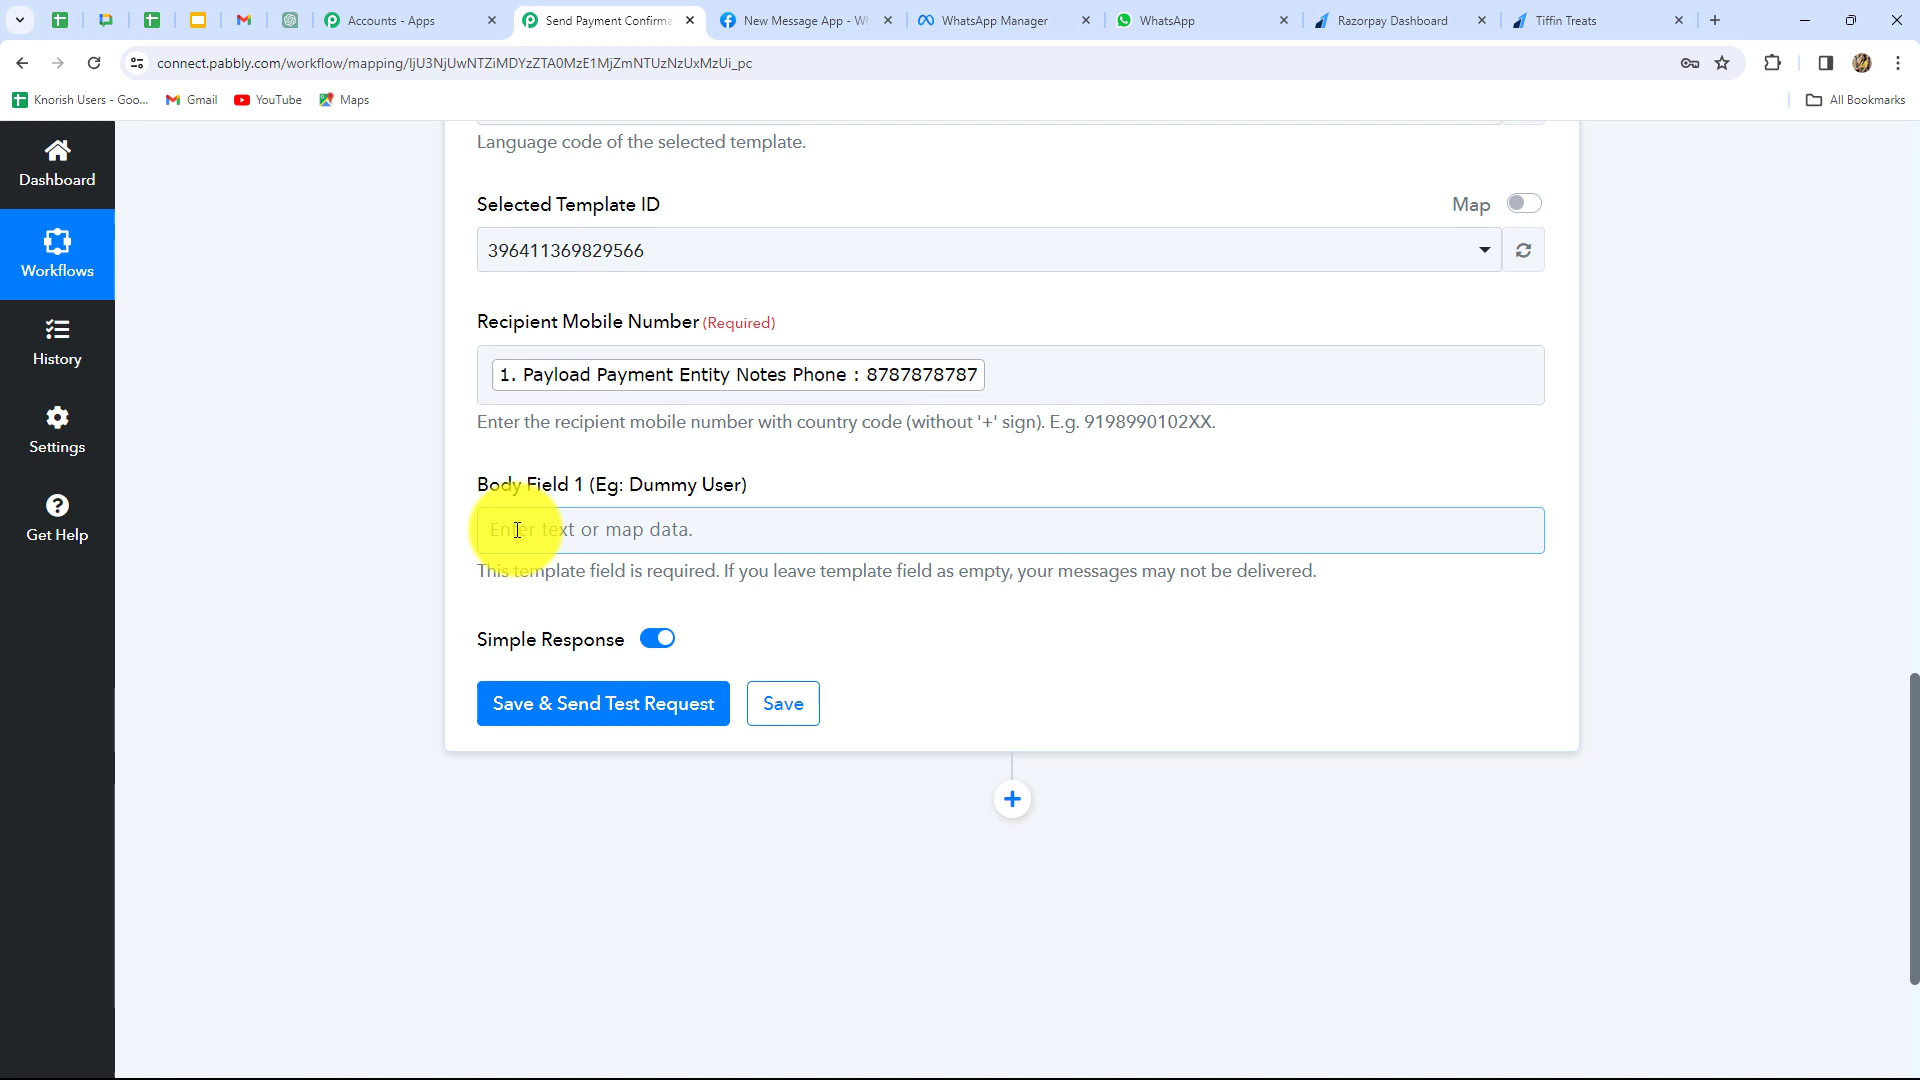 Accounts - Apps
Send Payment Confirma
New Message App - Wh
WhatsApp Manager
WhatsApp
Razorpay Dashboard
Tiffin Treats
connect.pabbly.com/workflow/mapping/IjU3NjUwNTZiMDYzZTA0MzE1MjZmNTUzNzUxMzUi_pc
Knorish Users - Goo...
Gmail
YouTube
Maps
All Bookmarks
Dashboard
Workflows
History
Settings
Get Help
Language code of the selected template.
Selected Template ID
Map
396411369829566
Recipient Mobile Number (Required)
1. Payload Payment Entity Notes Phone : 8787878787
Enter the recipient mobile number with country code (without '+' sign). E.g. 9198990102XX.
Body Field 1 (Eg: Dummy User)
Enter text or map data.
This template field is required. If you leave template field as empty, your messages may not be delivered.
Simple Response
Save & Send Test Request
Save